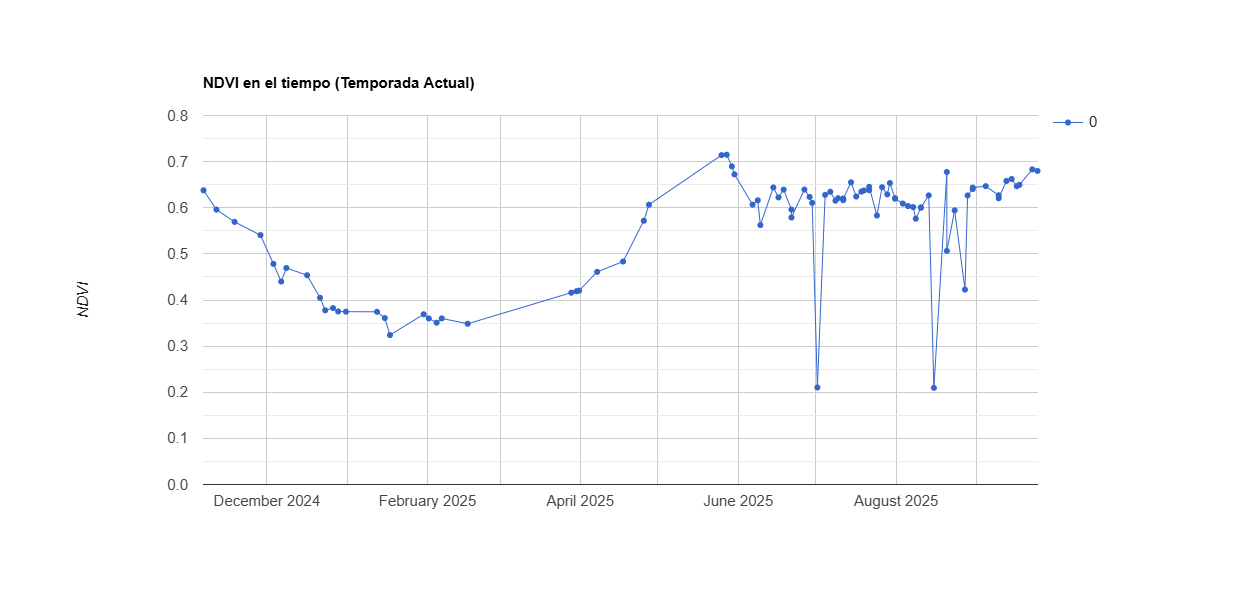 NDVI en el tiempo (Temporada Actual)
0.8
0.7
0.6
0.5
0.4
0.3
0.2
0.1
0.0
NDVI
December 2024
February 2025
April 2025
June 2025
August 2025
0